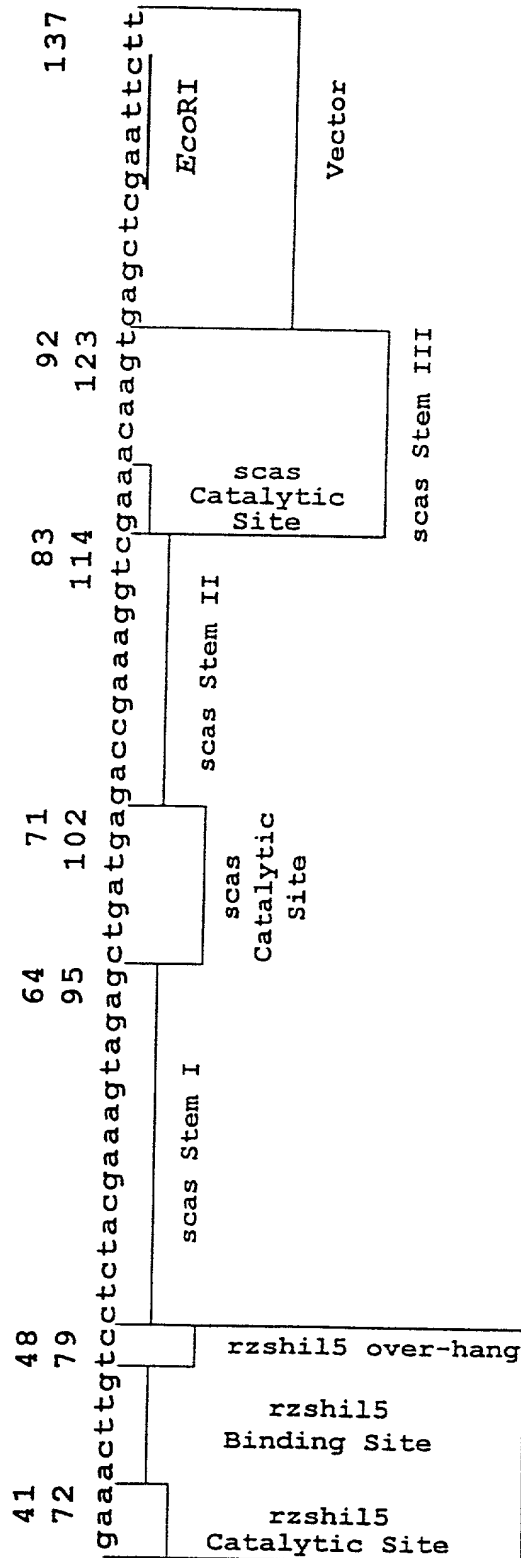 41 48 64 71 83 92 137
72 79 95 102 114 123
gaaacttgtcctctacgaaagtagagctgatgagaccgaaaggtcgaaacaagtgagctcgaattctt
EcoRI
rzshil5
Catalytic Site
rzshil5
Binding Site
rzshil5 over-hang
scas Stem I
scas
Catalytic
Site
scas Stem II
scas
Catalytic
Site
scas Stem III
Vector